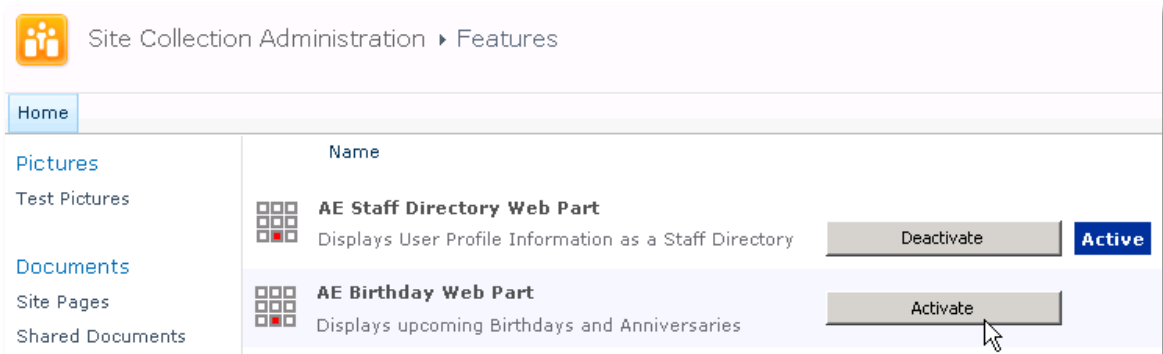 Site Collection Administration ▸ Features
Home
Pictures
Test Pictures
Documents
Site Pages
Shared Documents
Name
AE Staff Directory Web Part
Displays User Profile Information as a Staff Directory
Deactivate
Active
AE Birthday Web Part
Displays upcoming Birthdays and Anniversaries
Activate